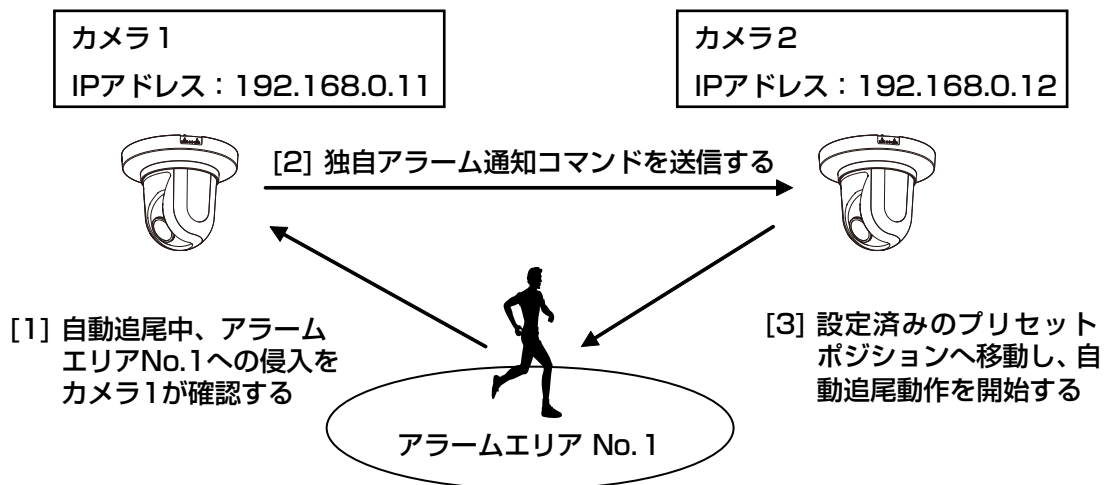 カメラ1
IPアドレス：192.168.0.11
カメラ2
IPアドレス：192.168.0.12
[2] 独自アラーム通知コマンドを送信する
[1] 自動追尾中、アラーム
エリアNo.1への侵入を
カメラ1が確認する
[3] 設定済みのプリセット
ポジションへ移動し、自
動追尾動作を開始する
アラームエリア No.1